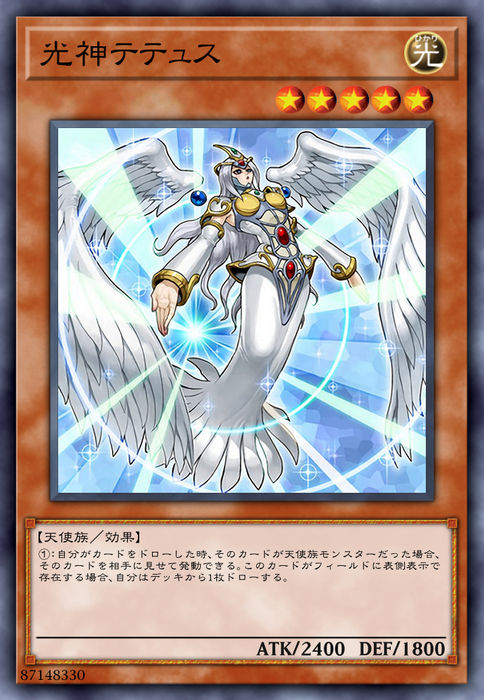 光神テテュス
ひかり
光
【天使族／効果】
①：自分がカードをドローした時、そのカードが天使族モンスターだった場合、
そのカードを相手に見せて発動できる。このカードがフィールドに表側表示で
存在する場合、自分はデッキから1枚ドローする。
ATK/2400 DEF/1800
87148330